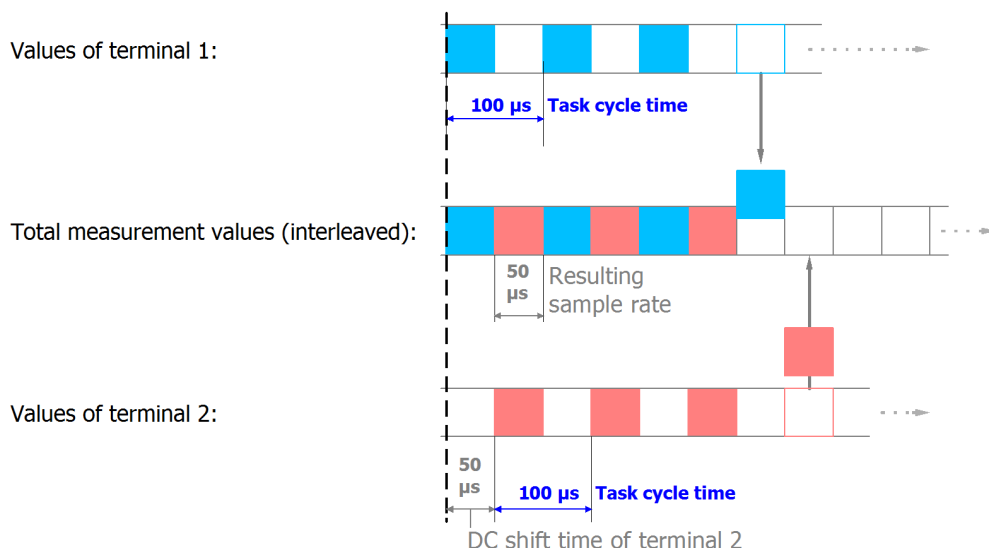 Values of terminal 1:
100 µs Task cycle time
Total measurement values (interleaved):
50
µs
Resulting
sample rate
Values of terminal 2:
50
µs
100 µs Task cycle time
DC shift time of terminal 2